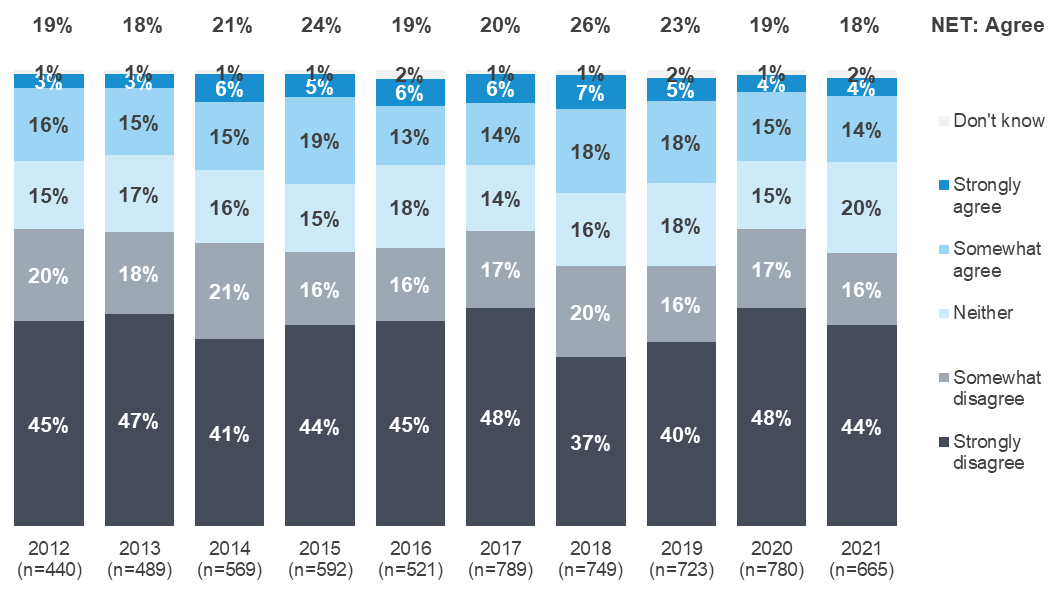 19% 18% 21% 24% 19% 20% 26% 23% 19% 18% NET: Agree
1% 1% 1% 1% 2% 1% 1% 2% 1% 2%
3% 3% 6% 5% 6% 6% 7% 5% 4% 4%
16% 15% 15% 19% 13% 14% 18% 18% 15% 14%
15% 17% 16% 15% 18% 14% 16% 18% 15% 20%
20% 18% 21% 16% 16% 17% 20% 16% 17% 16%
45% 47% 41% 44% 45% 48% 37% 40% 48% 44%
Don't know
Strongly
agree
Somewhat
agree
Neither
Somewhat
disagree
Strongly
disagree
2012 2013 2014 2015 2016 2017 2018 2019 2020 2021
(n=440) (n=489) (n=569) (n=592) (n=521) (n=789) (n=749) (n=723) (n=780) (n=665)